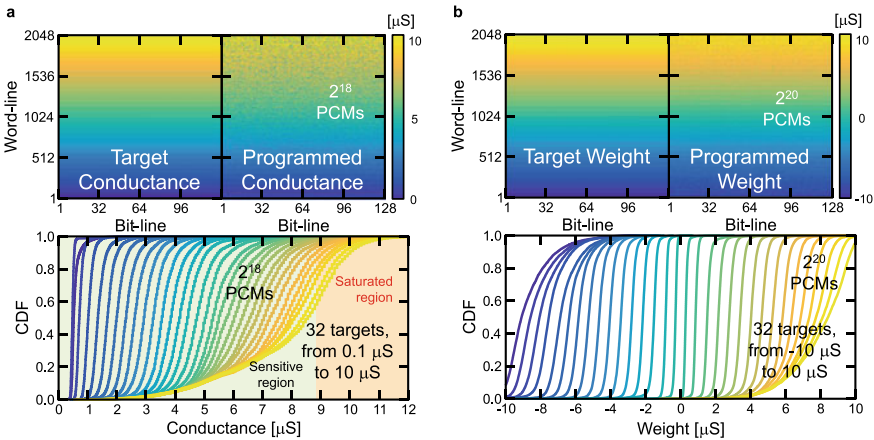 a
[µS]
2048
1536
1024
512
1
Word-line
Target
Conductance
2^18
PCMs
Programmed
Conductance
10
5
0
1 32 64 96 1 32 64 96 128
Bit-line Bit-line
1.0
0.8
0.6
0.4
0.2
0.0
CDF
2^18
PCMs
Saturated
region
32 targets,
from 0.1 µS
to 10 µS
Sensitive
region
0 1 2 3 4 5 6 7 8 9 10 11 12
Conductance [µS]
b
[µS]
2048
1536
1024
512
1
Word-line
Target Weight
2^20
PCMs
Programmed
Weight
10
0
-10
1 32 64 96 1 32 64 96 128
Bit-line Bit-line
1.0
0.8
0.6
0.4
0.2
0.0
CDF
2^20
PCMs
32 targets,
from -10 µS
to 10 µS
-10 -8 -6 -4 -2 0 2 4 6 8 10
Weight [µS]